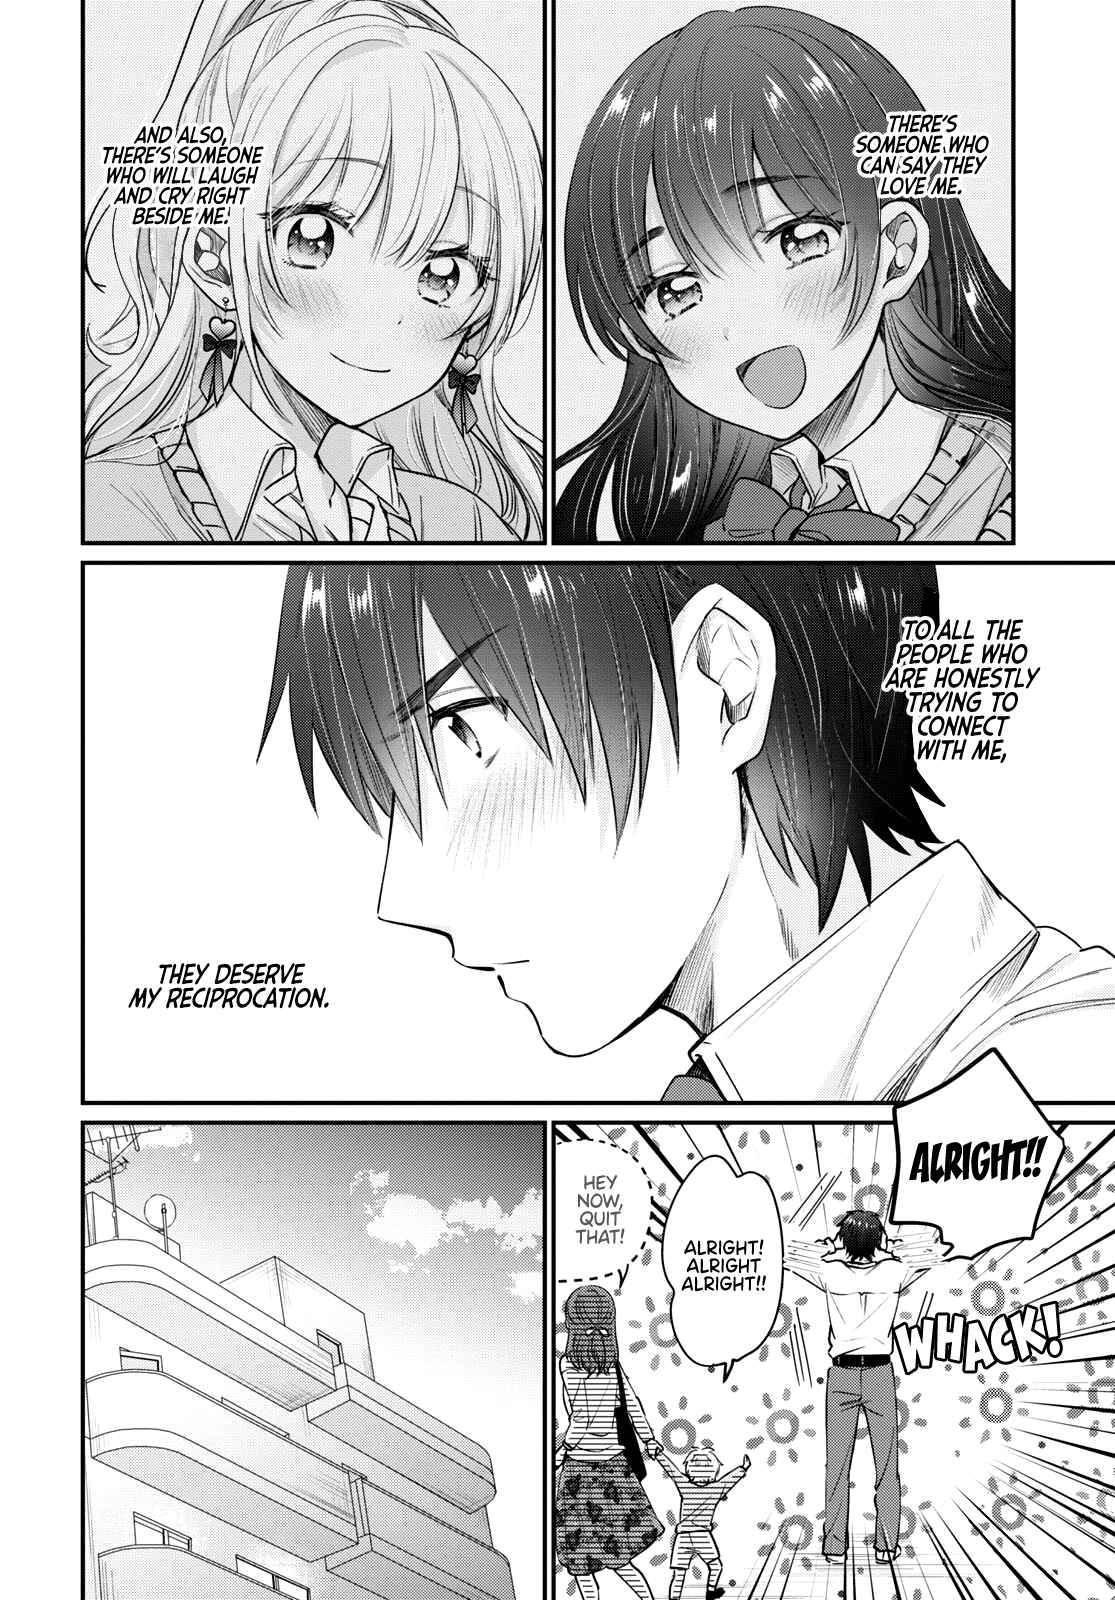 THERE'S
SOMEONE WHO
CAN SAY THEY
LOVE ME.
AND ALSO,
THERE'S SOMEONE
WHO WILL LAUGH
AND CRY RIGHT
BESIDE ME.
TO ALL THE
PEOPLE WHO
ARE HONESTLY
TRYING TO
CONNECT
WITH ME,
THEY DESERVE
MY RECIPROCATION.
ALRIGHT!!
WHACK!
ALRIGHT!
ALRIGHT
ALRIGHT!!
HEY
NOW,
QUIT
THAT!